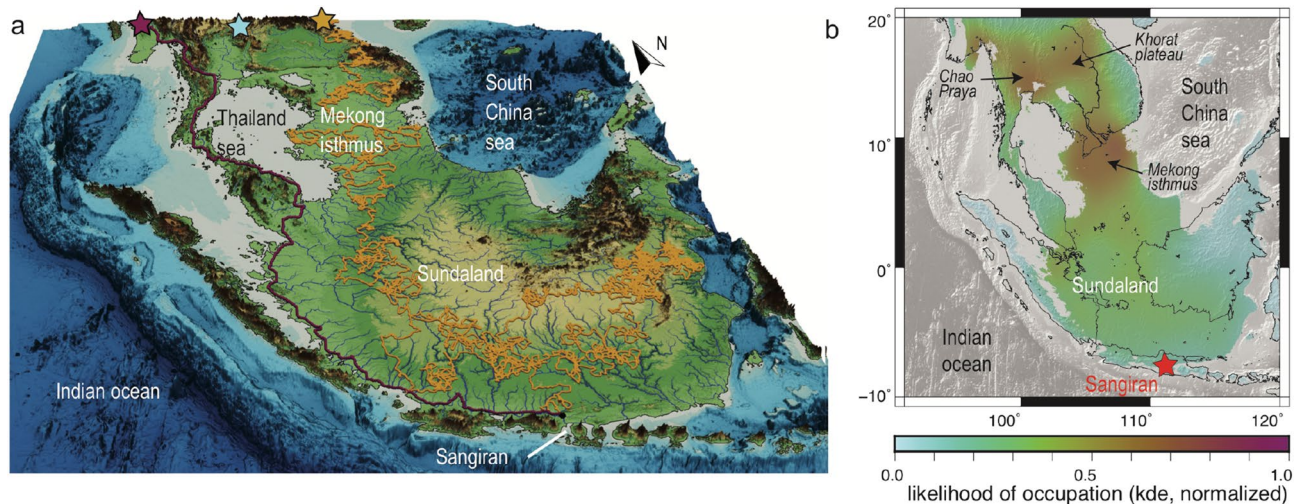 a
N
South
China
sea
Thailand
sea
Mekong
isthmus
Sundaland
Indian ocean
Sangiran
b
20°
10°
0°
−10°
Khorat
plateau
Chao
Praya
South
China
sea
Mekong
isthmus
Sundaland
Indian
ocean
Sangiran
100° 110° 120°
0.0 0.5 1.0
likelihood of occupation (kde, normalized)